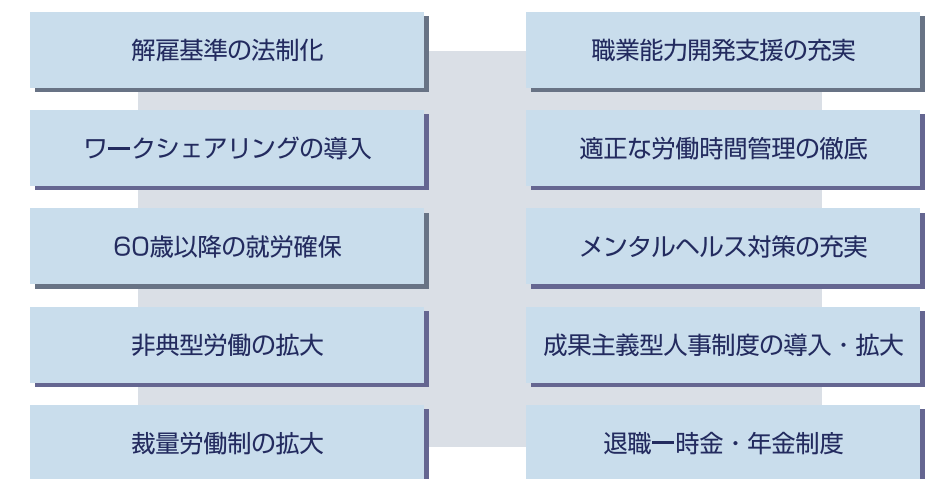 解雇基準の法制化
ワークシェアリングの導入
60歳以降の就労確保
非典型労働の拡大
裁量労働制の拡大
職業能力開発支援の充実
適正な労働時間管理の徹底
メンタルヘルス対策の充実
成果主義型人事制度の導入・拡大
退職一時金・年金制度